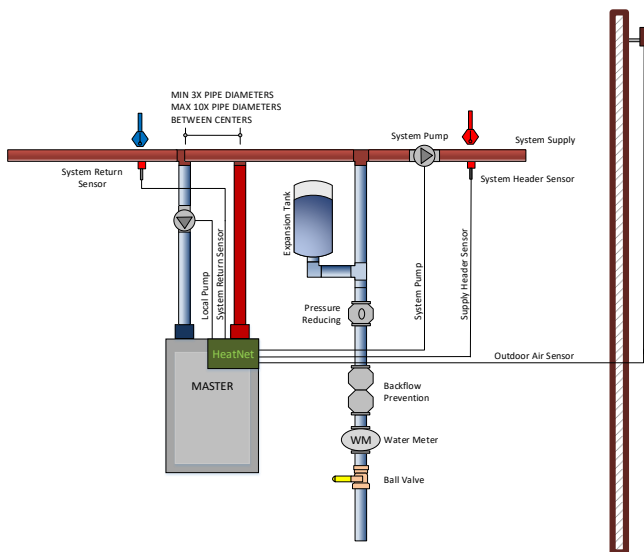 MIN 3X PIPE DIAMETERS
MAX 10X PIPE DIAMETERS
BETWEEN CENTERS
System Pump
System Supply
System Return
Sensor
System Header Sensor
Expansion Tank
Local Pump
System Return Sensor
System Pump
Supply Header Sensor
Pressure
Reducing
HeatNet
Outdoor Air Sensor
MASTER
Backflow
Prevention
WM
Water Meter
Ball Valve